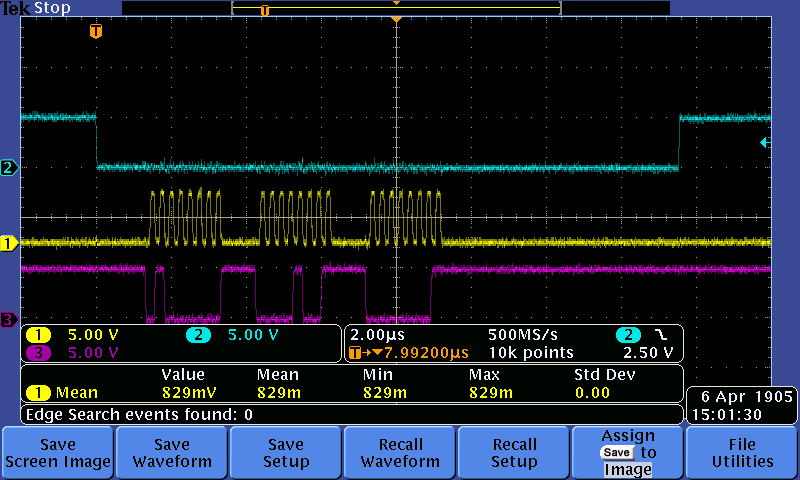 Tek Stop
T
T
2
1
3
1 5.00 V 2 5.00 V
3 5.00 V
2.00µs 500MS/s 2 2.50 V
T→▼7.99200µs 10k points
Value Mean Min Max Std Dev
1 Mean 829mV 829m 829m 829m 0.00
Edge Search events found: 0
6 Apr 1905
15:01:30
Save Screen Image
Save Waveform
Save Setup
Recall Waveform
Recall Setup
Assign Save to Image
File Utilities